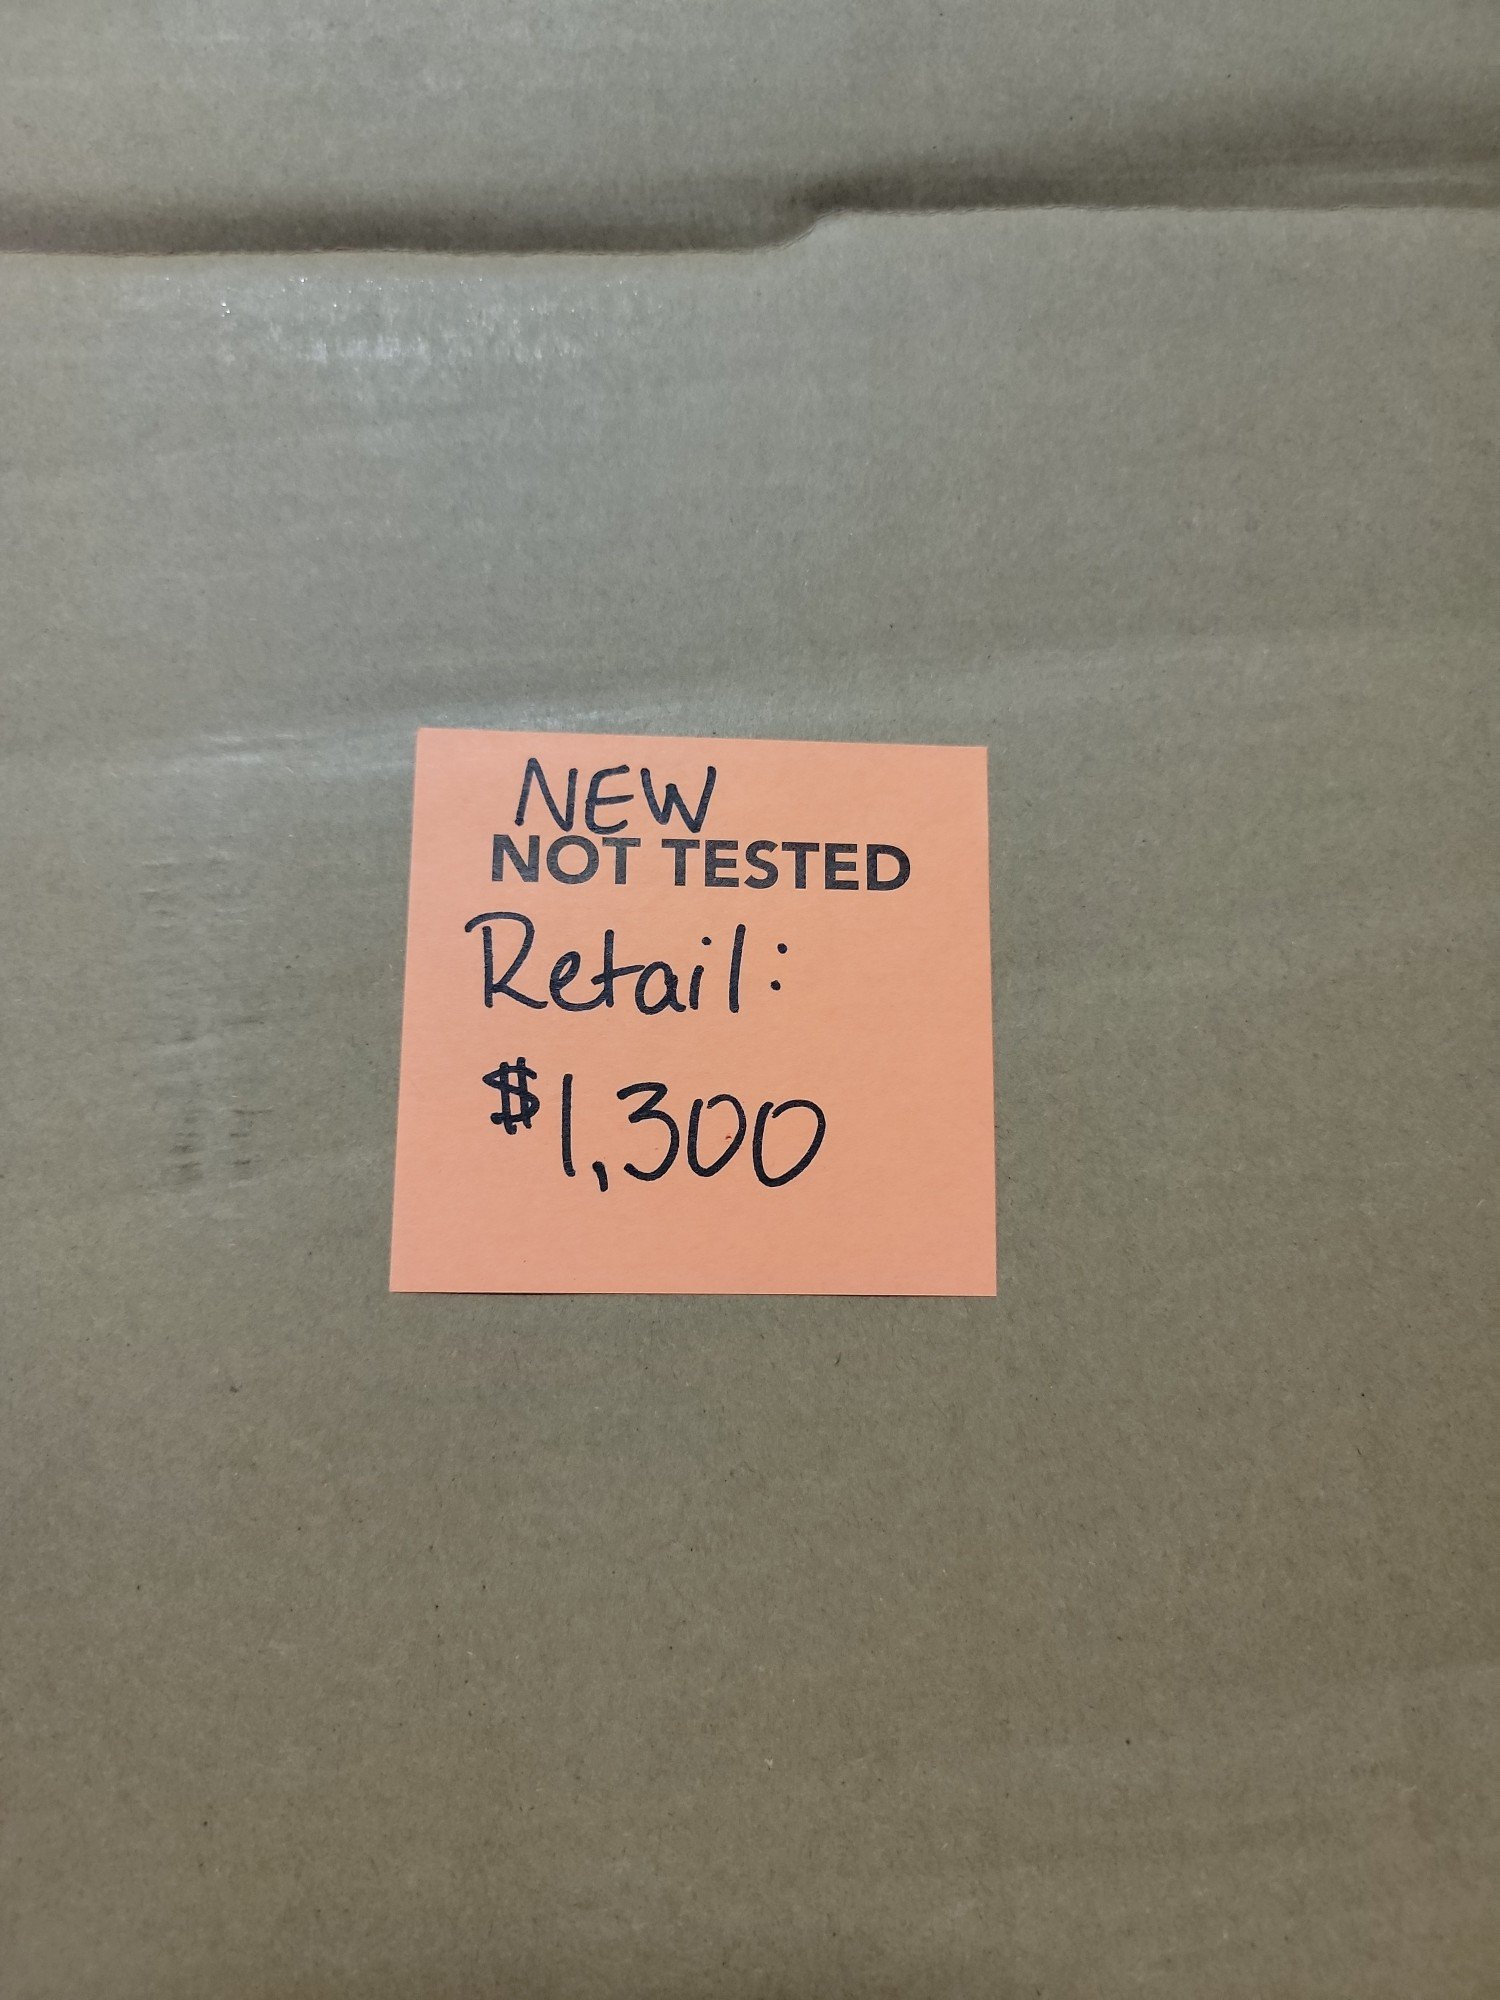 NEW
NOT TESTED
Retail:
$1,300